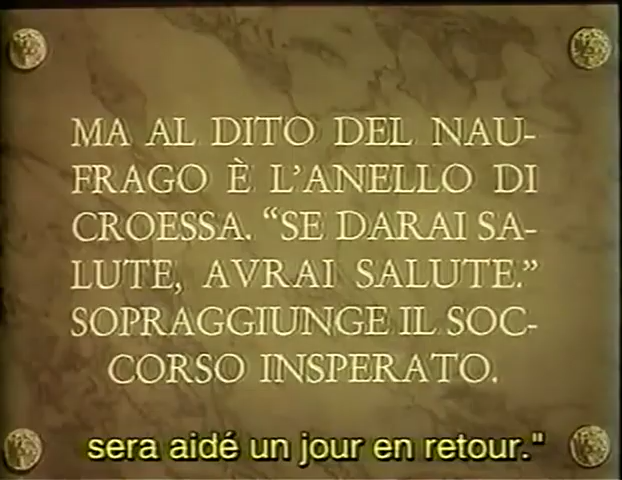 MA AL DITO DEL NAU-
FRAGO È L'ANELLO DI
CROESSA. “SE DARAI SA-
LUTE, AVRAI SALUTE.”
SOPRAGGIUNGE IL SOC-
CORSO INSPERATO.
sera aidé un jour en retour."